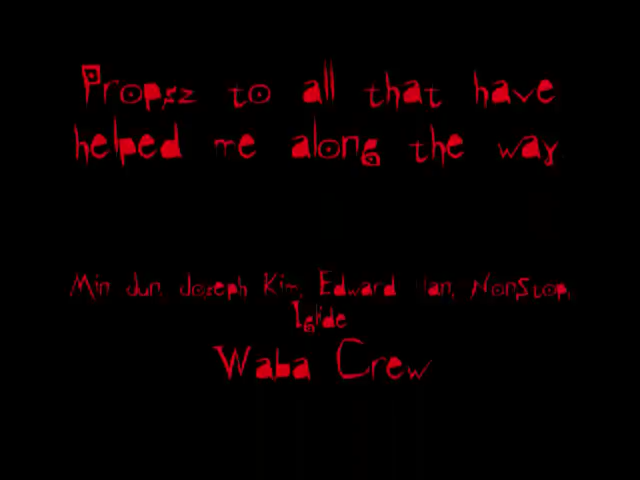 Propsz to all that have
helped me along the way
Min Jun, Joseph Kim, Edward Ian, NonStop,
Iglide
Waba Crew